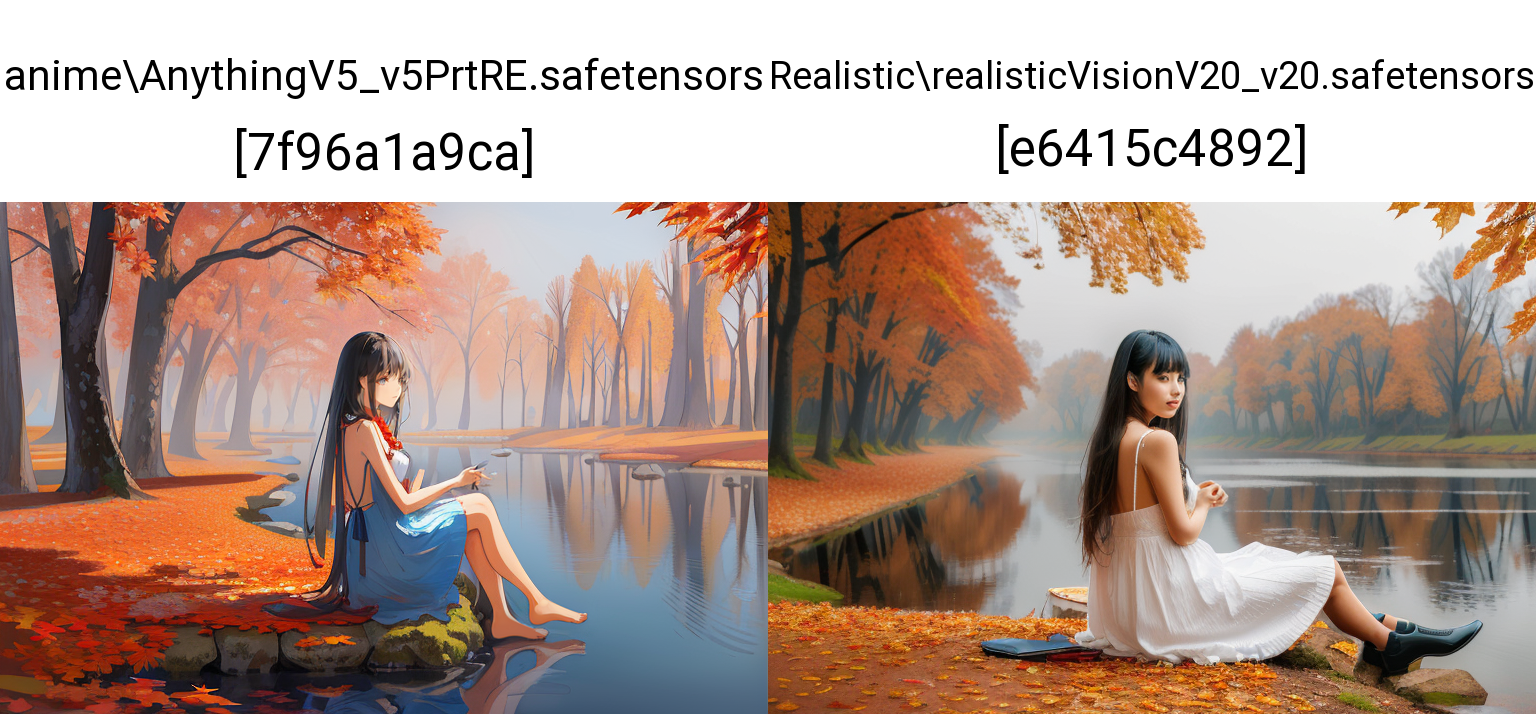 anime\AnythingV5_v5PrtRE.safetensors
[7f96a1a9ca]
Realistic\realisticVisionV20_v20.safetensors
[e6415c4892]